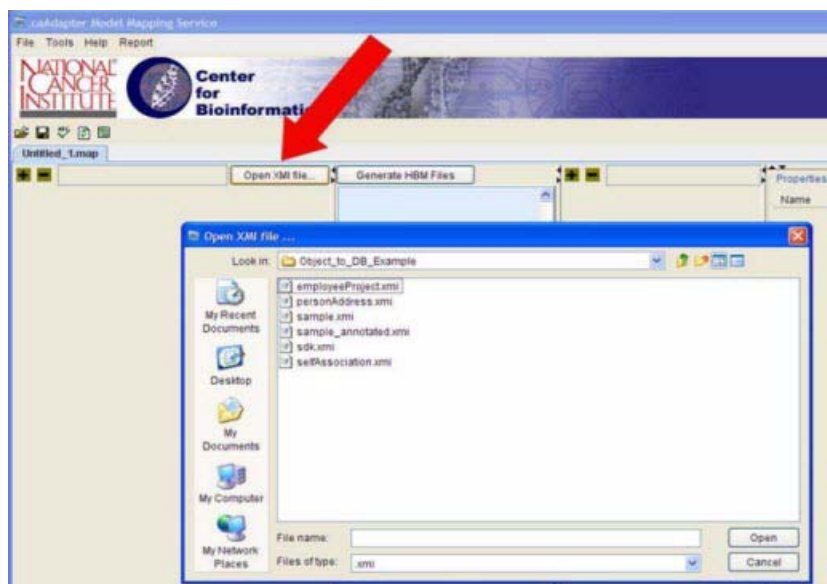 caAdapter Model Mapping Service
File Tools Help Report
NATIONAL
CANCER
INSTITUTE
Center
for
Bioinformati
Untitled_1.map
Open XMI file...
Generate HBM Files
Properties
Name
Open XMI file ...
Look in:
Object_to_DB_Example
employeeProject.xmi
personAddress.xmi
sample.xmi
sample_annotated.xmi
sdk.xmi
selfAssociation.xmi
My Recent
Documents
Desktop
My
Documents
My Computer
My Network
Places
File name:
Open
Files of type:
.xmi
Cancel